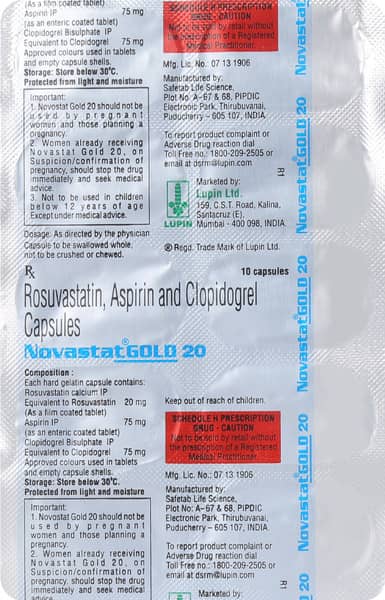 (As a film coated tablet)
Aspirin IP 75 mg
(as an enteric coated tablet)
Clopidogrel Bisulphate IP
Equivalent to Clopidogrel 75 mg
Approved colours used in tablets
and empty capsule shells.
Storage: Store below 30°C.
Protected from light and moisture
Important:
1. Novostat Gold 20 should not be
used by pregnant
women and those planning a
pregnancy.
2. Women already receiving
Novastat Gold 20, on
Suspicion/confirmation of
pregnancy, should stop the drug
immediately and seek medical
advice.
3. Not to be used in children
below 12 years of age
Except under medical advice.
Dosage: As directed by the physician
Capsule to be swallowed whole,
not to be crushed or chewed.
SCHEDULE H PRESCRIPTION
DRUG - CAUTION
Not to be sold by retail without
the prescription of a Registered
Medical Practitioner.
Mfg. Lic. No.: 07 13 1906
Manufactured by:
Safetab Life Science,
Plot No: A-67 & 68, PIPDIC
Electronic Park, Thirubuvanai,
Puducherry - 605 107, INDIA.
To report product complaint or
Adverse Drug reaction dial
Toll Free no.: 1800-209-2505 or
email at dsrm@lupin.com
R1
LUPIN
Marketed by:
Lupin Ltd.
159, C.S.T. Road, Kalina,
Santacruz (E),
Mumbai - 400 098, INDIA.
® Regd. Trade Mark of Lupin Ltd.
Novastat®GOLD 20
Rx
10 capsules
Rosuvastatin, Aspirin and Clopidogrel
Capsules
Novastat®GOLD 20
Composition :
Each hard gelatin capsule contains:
Rosuvastatin calcium IP
Equivalent to Rosuvastatin 20 mg
(As a film coated tablet)
Aspirin IP 75 mg
(as an enteric coated tablet)
Clopidogrel Bisulphate IP
Equivalent to Clopidogrel 75 mg
Approved colours used in tablets
and empty capsule shells.
Storage: Store below 30°C.
Protected from light and moisture
Important:
1. Novostat Gold 20 should not be
used by pregnant
women and those planning a
pregnancy.
2. Women already receiving
Novastat Gold 20, on
Suspicion/confirmation of
pregnancy, should stop the drug
immediately and seek medical
Keep out of reach of children.
SCHEDULE H PRESCRIPTION
DRUG - CAUTION
Not to be sold by retail without
the prescription of a Registered
Medical Practitioner.
Mfg. Lic. No.: 07 13 1906
Manufactured by:
Safetab Life Science,
Plot No: A-67 & 68, PIPDIC
Electronic Park, Thirubuvanai,
Puducherry - 605 107, INDIA.
To report product complaint or
Adverse Drug reaction dial
Toll Free no.: 1800-209-2505 or
email at dsrm@lupin.com
R1
Marketed by:
Novastat®GOLD 20